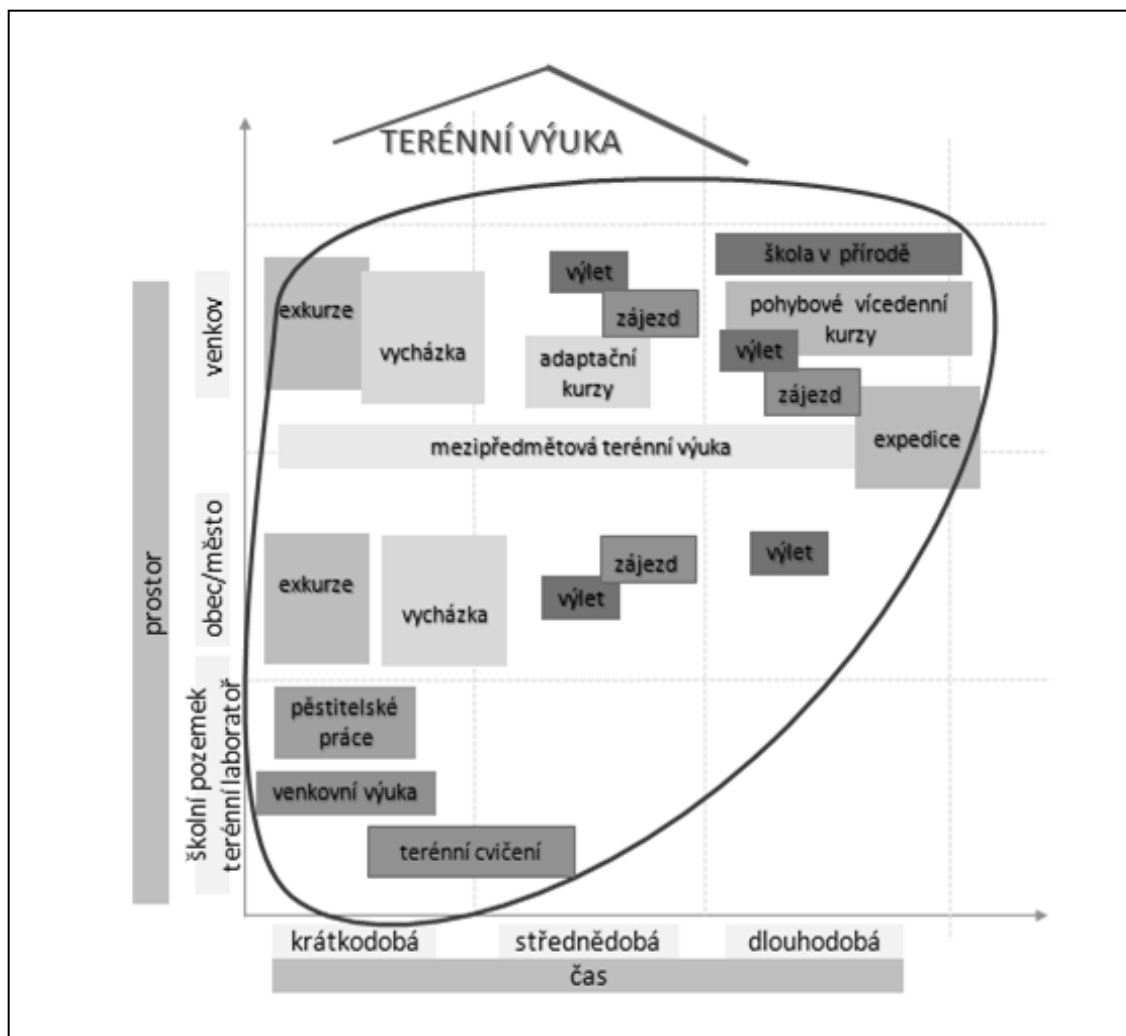 TERÉNNÍ VÝUKA
prostor
venkov
exkurze
vycházka
výlet
zájezd
adaptační
kurzy
škola v přírodě
pohybové vícedenní
kurzy
výlet
zájezd
expedice
mezipředmětová terénní výuka
obec/město
exkurze
vycházka
zájezd
výlet
výlet
školní pozemek
terénní laboratoř
pěstitelské
práce
venkovní výuka
terénní cvičení
krátkodobá
střednědobá
dlouhodobá
čas